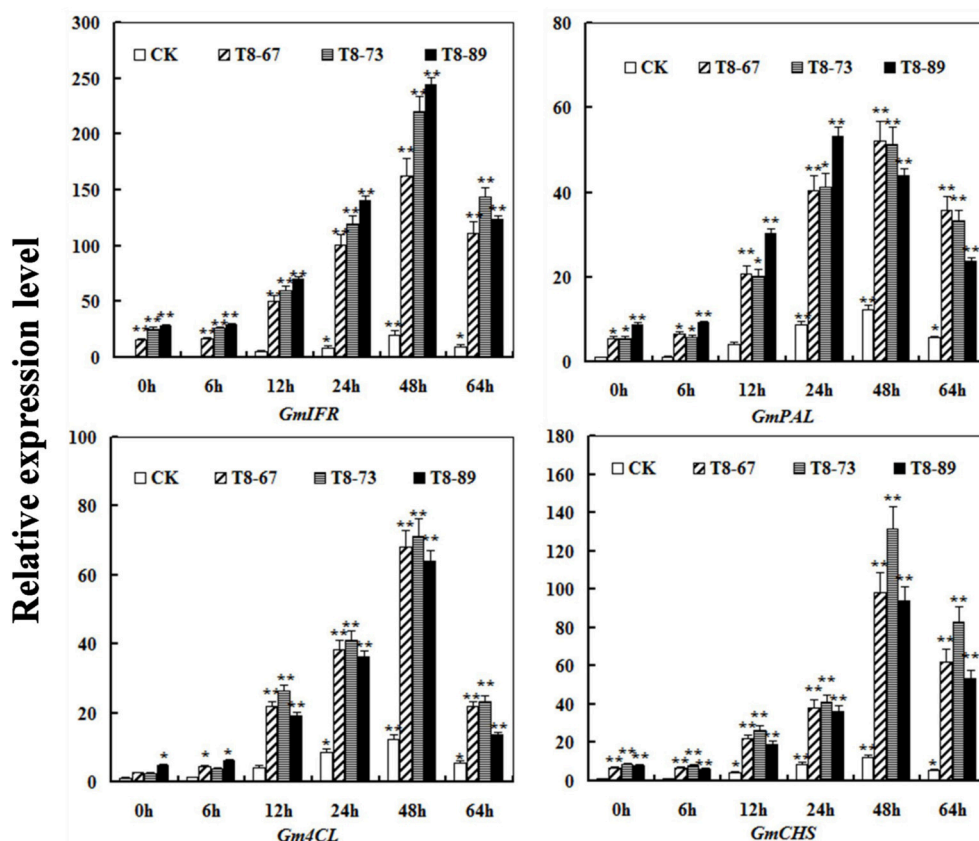 Relative expression level
300
250
200
150
100
50
0
CK T8-67 T8-73 T8-89
** ** **
** ** **
** ** **
* ** ** **
** ** ** **
* ** ** **
0h 6h 12h 24h 48h 64h
GmIFR
80
60
40
20
0
CK T8-67 T8-73 T8-89
* * **
* * **
** * **
** ** * **
** ** ** **
* ** ** **
0h 6h 12h 24h 48h 64h
GmPAL
100
80
60
40
20
0
CK T8-67 T8-73 T8-89
*
* *
** ** **
* ** ** **
** ** ** **
* ** ** **
0h 6h 12h 24h 48h 64h
Gm4CL
180
160
140
120
100
80
60
40
20
0
CK T8-67 T8-73 T8-89
** ** **
** ** **
* ** ** **
** ** ** **
** ** ** **
* ** ** **
0h 6h 12h 24h 48h 64h
GmCHS